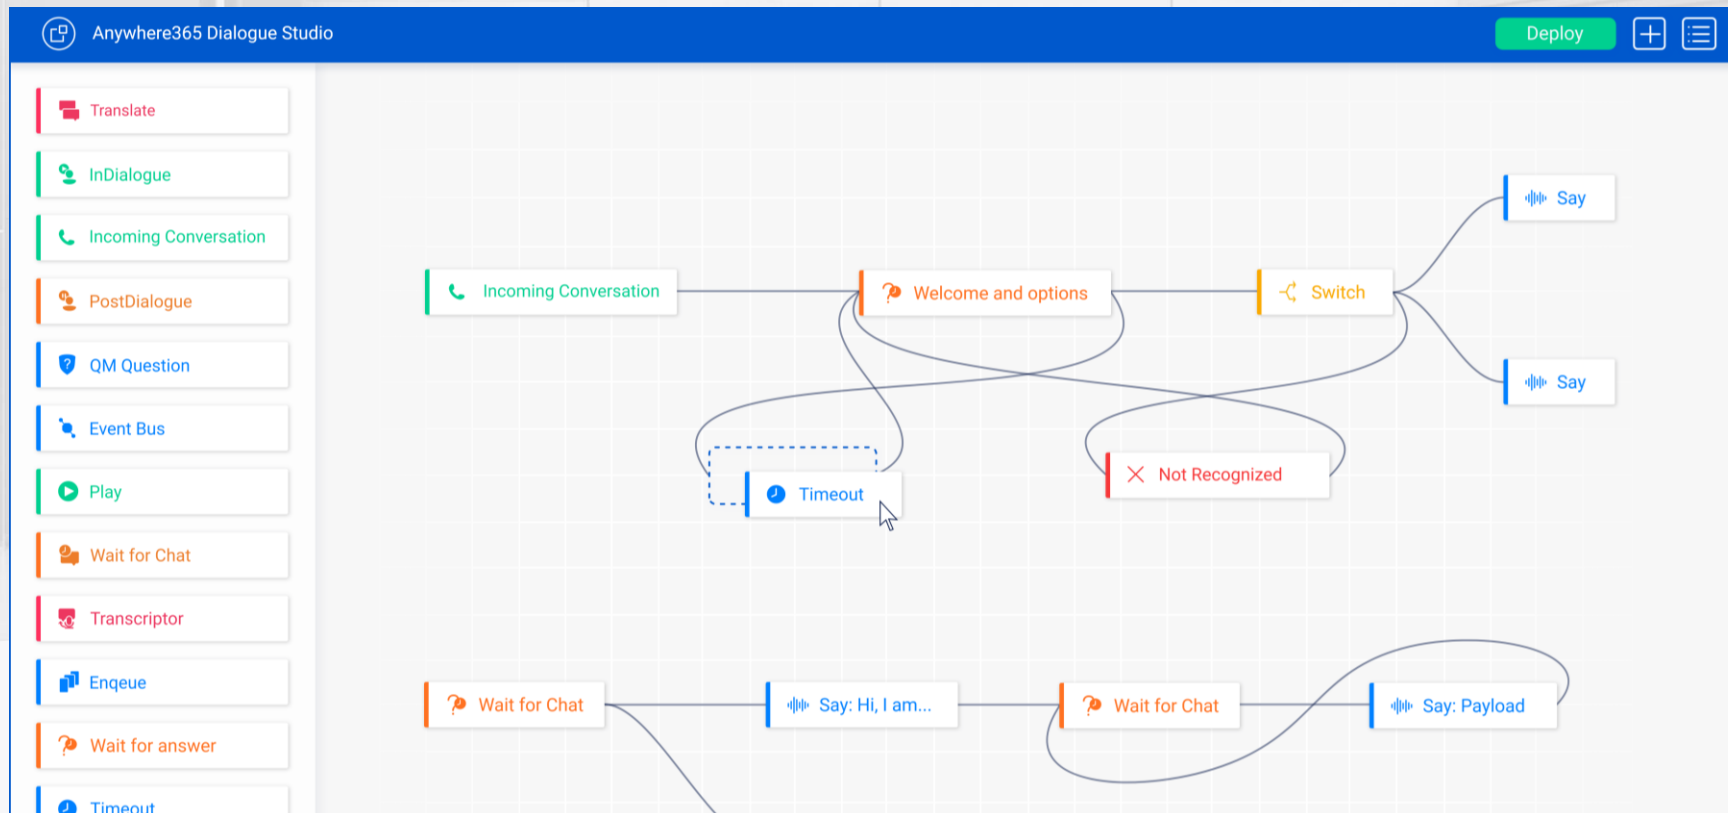 Anywhere365 Dialogue Studio
Deploy
Translate
InDialogue
Incoming Conversation
PostDialogue
QM Question
Event Bus
Play
Wait for Chat
Transcriptor
Enqeue
Wait for answer
Timeout
Incoming Conversation
Welcome and options
Switch
Say
Say
Timeout
Not Recognized
Wait for Chat
Say: Hi, I am...
Wait for Chat
Say: Payload